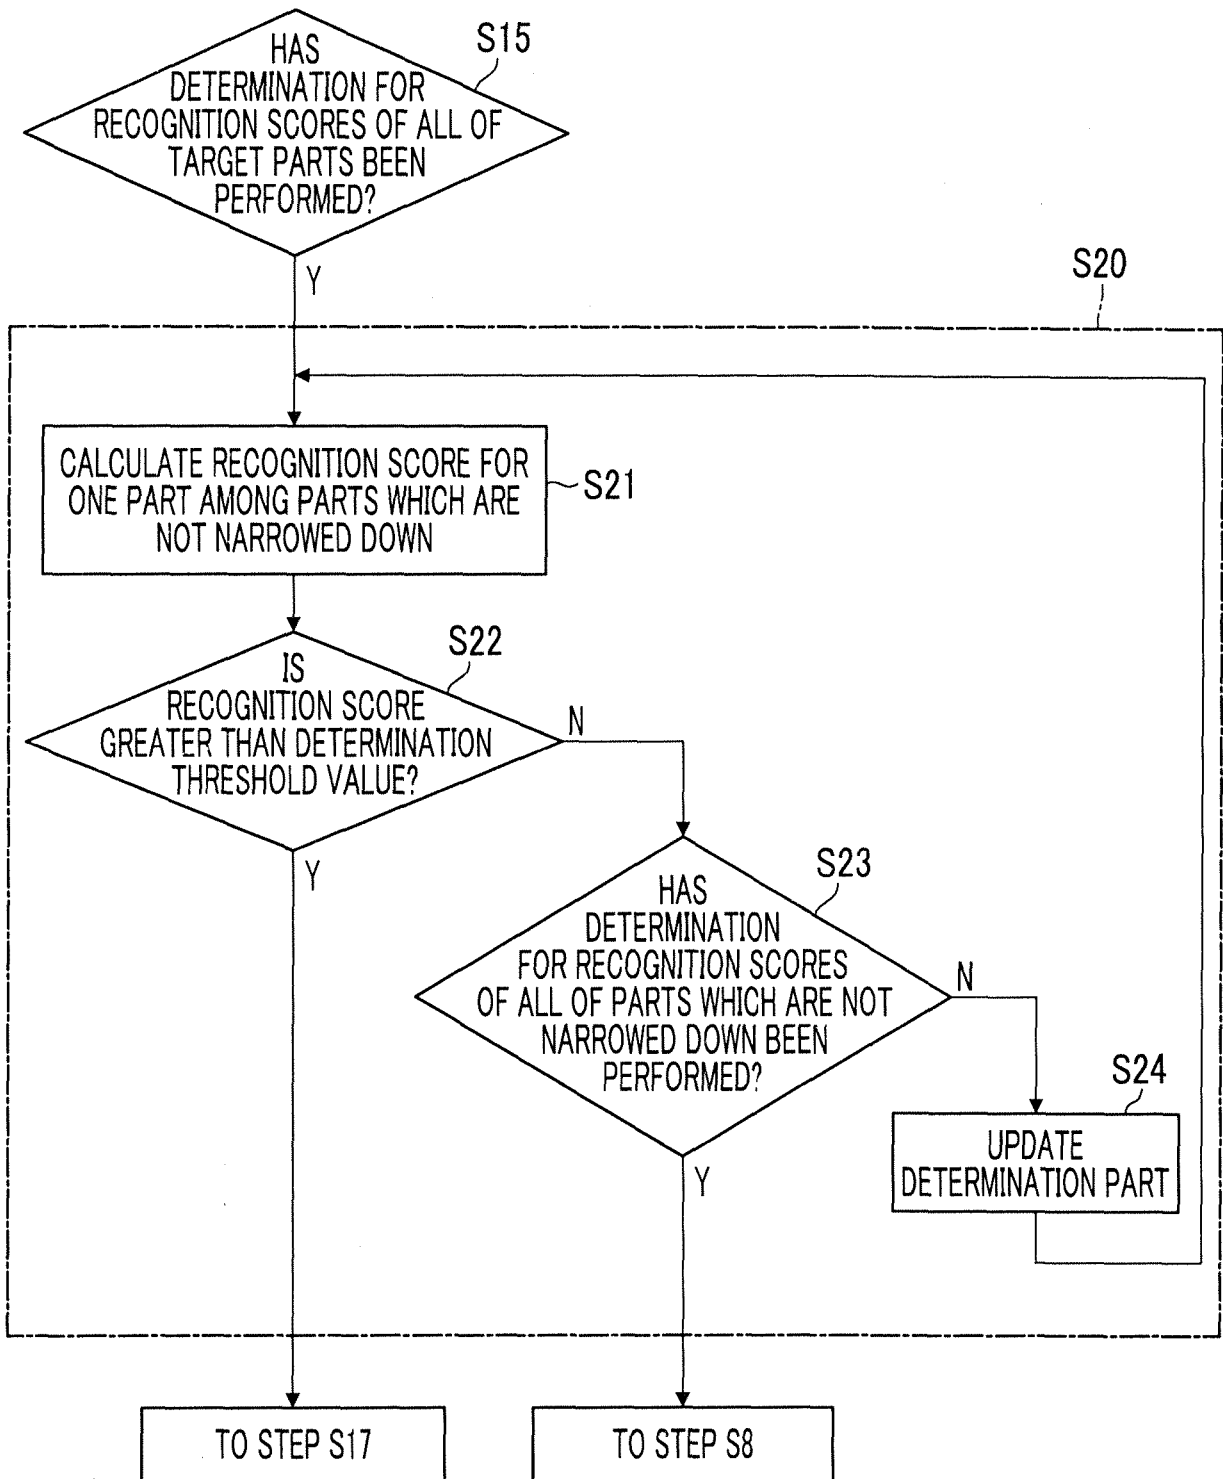 HAS
DETERMINATION FOR
RECOGNITION SCORES OF ALL OF
TARGET PARTS BEEN
PERFORMED?
S15
Y
S20
CALCULATE RECOGNITION SCORE FOR
ONE PART AMONG PARTS WHICH ARE
NOT NARROWED DOWN
S21
IS
RECOGNITION SCORE
GREATER THAN DETERMINATION
THRESHOLD VALUE?
S22
N
Y
HAS
DETERMINATION
FOR RECOGNITION SCORES
OF ALL OF PARTS WHICH ARE NOT
NARROWED DOWN BEEN
PERFORMED?
S23
N
Y
S24
UPDATE
DETERMINATION PART
TO STEP S17
TO STEP S8